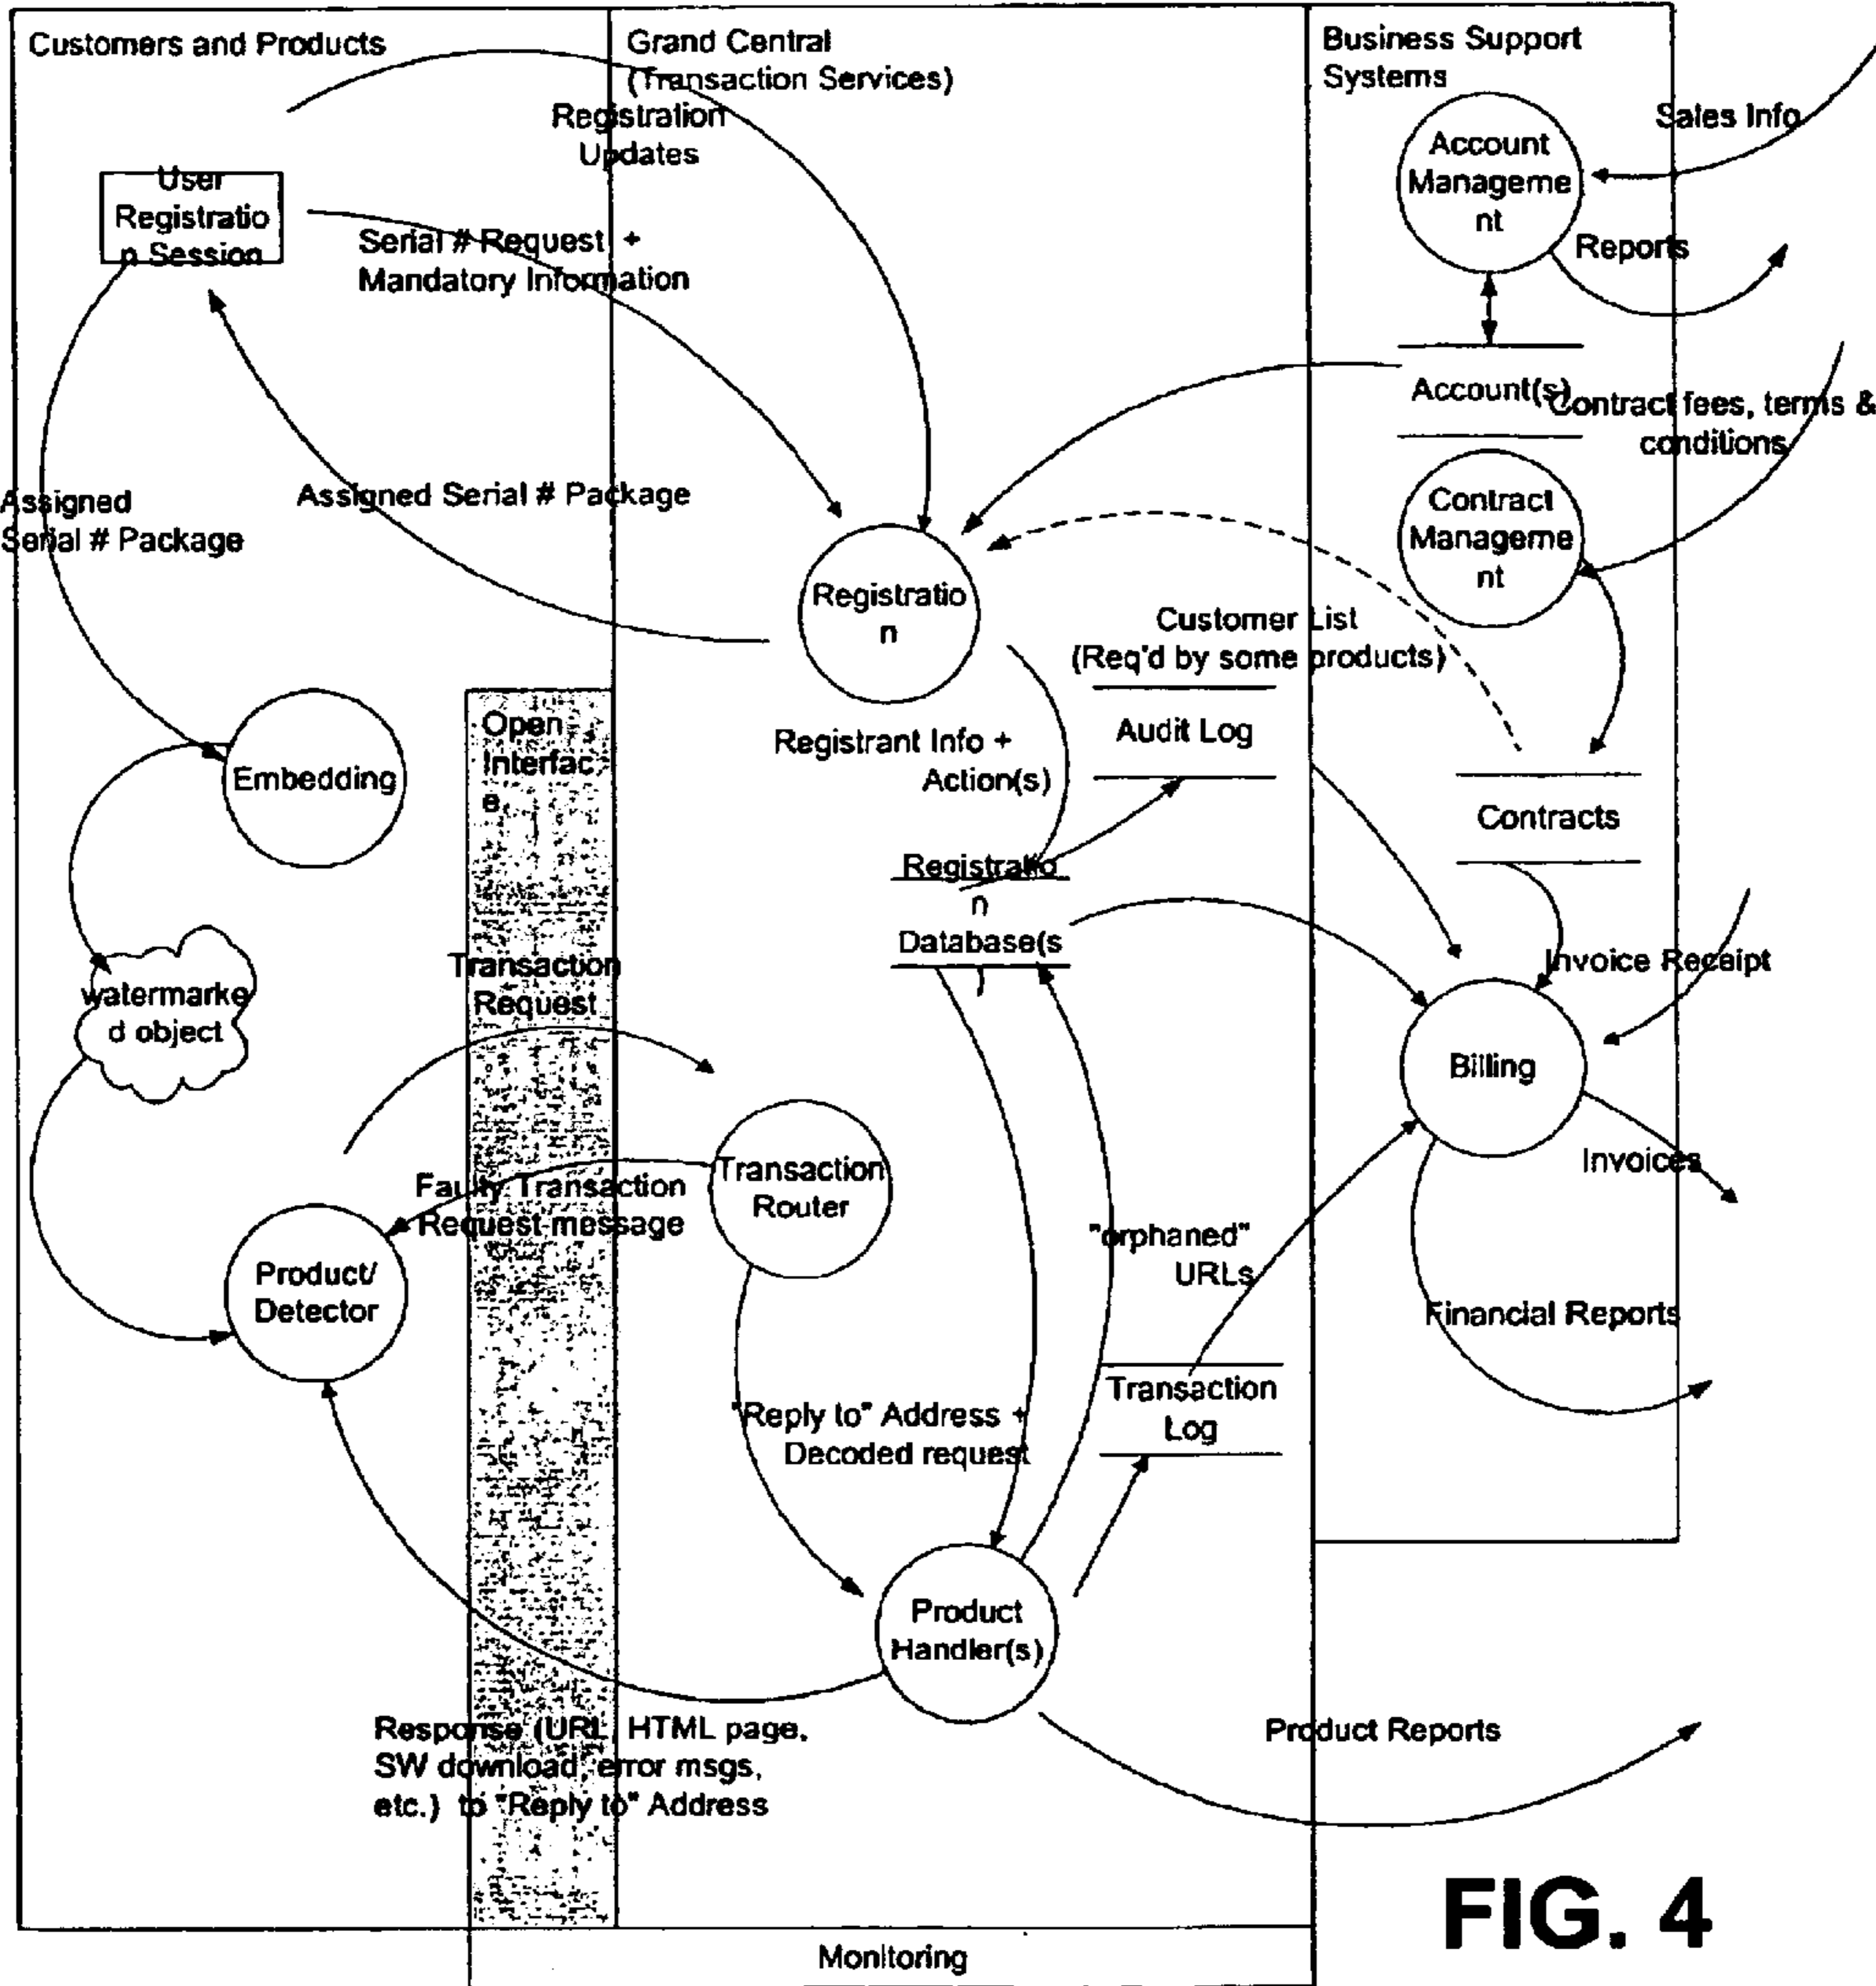 Customers and Products
Grand Central
(Transaction Services)
Business Support
Systems
Registration
Updates
Sales Info
Account
Manageme
nt
User
Registratio
n Session
Serial # Request +
Mandatory Information
Reports
Account(s)
Contract fees, terms &
conditions
Assigned
Serial # Package
Assigned Serial # Package
Contract
Manageme
nt
Registratio
n
Customer List
(Req'd by some products)
Open
Interfac
e
Registrant Info +
Action(s)
Audit Log
Embedding
Contracts
Registratio
n
Database(s
)
Transaction
Request
watermarke
d object
Invoice Receipt
Billing
Transaction
Router
Faulty Transaction
Request message
Invoices
"orphaned"
URLs
Product/
Detector
Financial Reports
"Reply to" Address +
Decoded request
Transaction
Log
Product
Handler(s)
Response (URL, HTML page,
SW download, error msgs,
etc.) to "Reply to" Address
Product Reports
FIG. 4
Monitoring